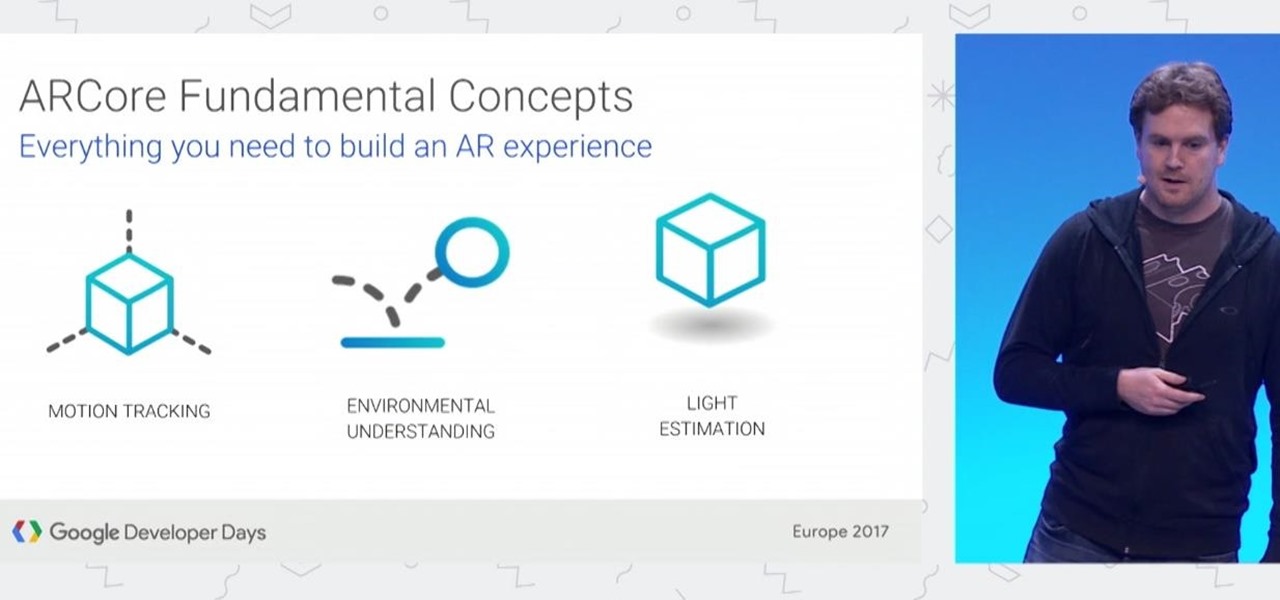 ARCore Fundamental Concepts
Everything you need to build an AR experience
MOTION TRACKING
ENVIRONMENTAL
UNDERSTANDING
LIGHT
ESTIMATION
Google Developer Days
Europe 2017